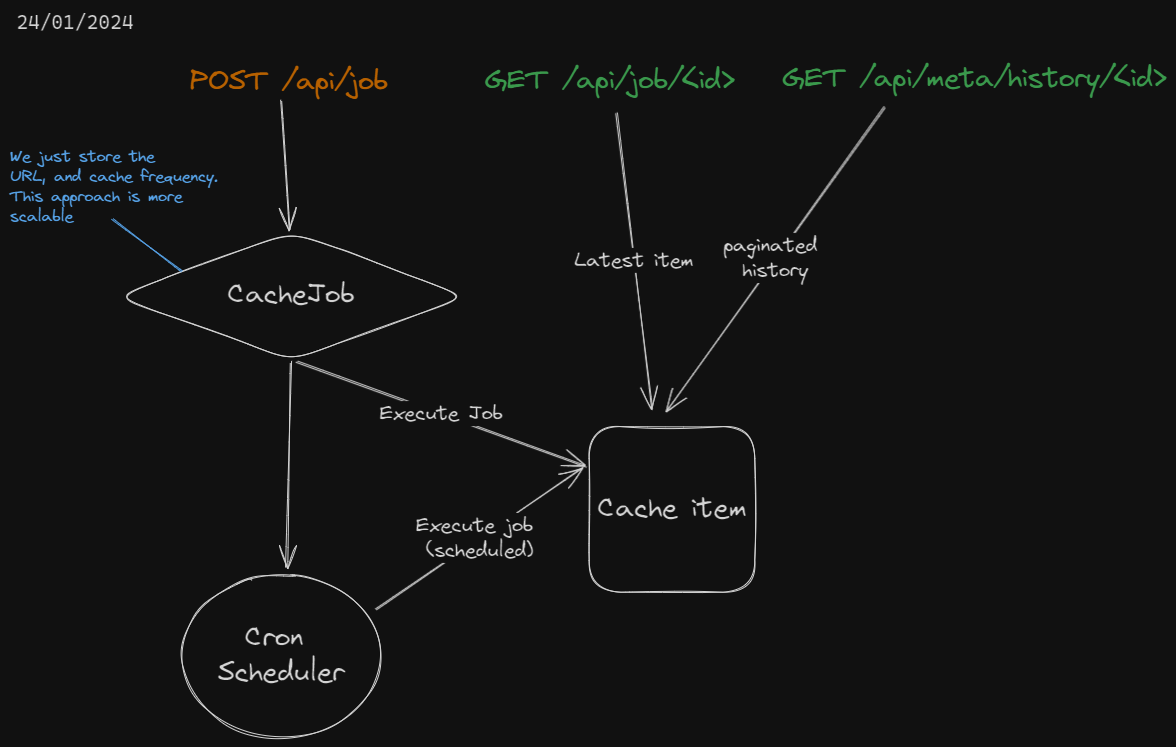 24/01/2024
POST /api/job
GET /api/job/<id>
GET /api/meta/history/<id>
We just store the
URL, and cache frequency.
This approach is more
scalable
CacheJob
Latest item
paginated
history
Execute Job
Cache item
Execute job
(scheduled)
Cron
Scheduler